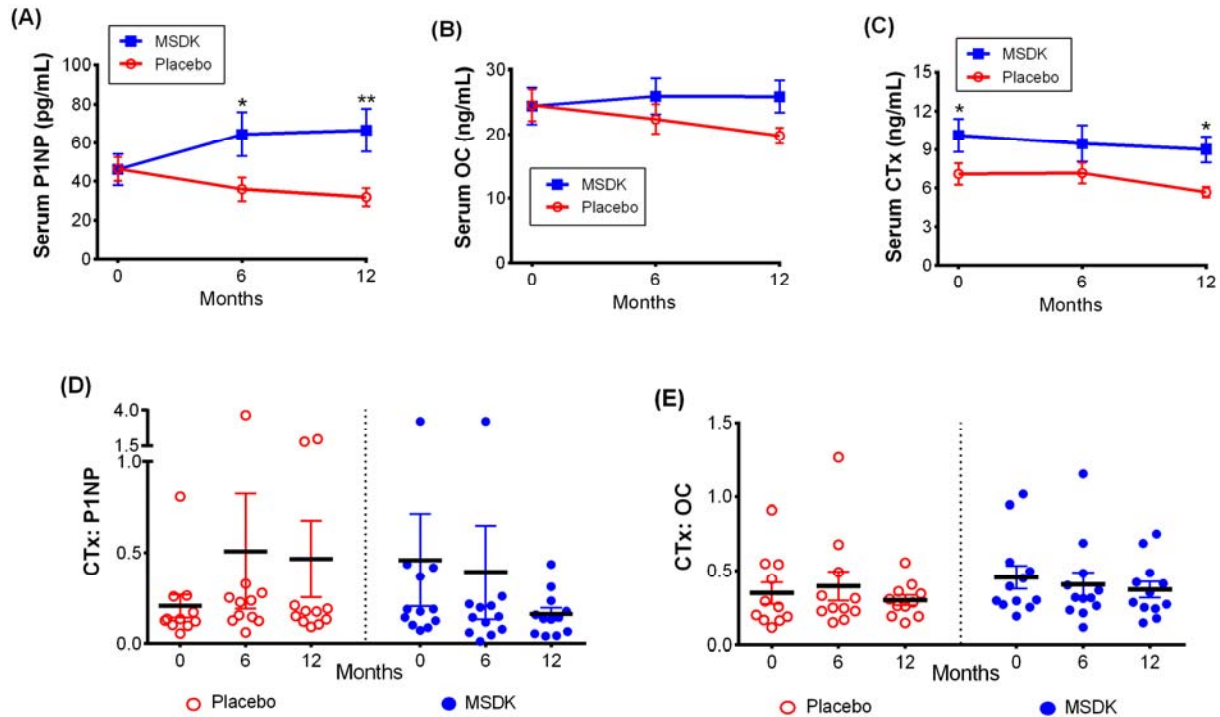 (A)
MSDK
Placebo
Serum P1NP (pg/mL)
100
80
60
40
20
0
*
**
0 6 12
Months
(B)
Serum OC (ng/mL)
30
20
10
0
MSDK
Placebo
0 6 12
Months
(C)
MSDK
Placebo
Serum CTx (ng/mL)
15
12
9
6
3
0
*
*
0 6 12
Months
(D)
CTx: P1NP
4.0
1.5
1.0
0.5
0.0
0 6 12 0 6 12
Months
Placebo MSDK
(E)
CTx: OC
1.5
1.0
0.5
0.0
0 6 12 0 6 12
Months
Placebo MSDK